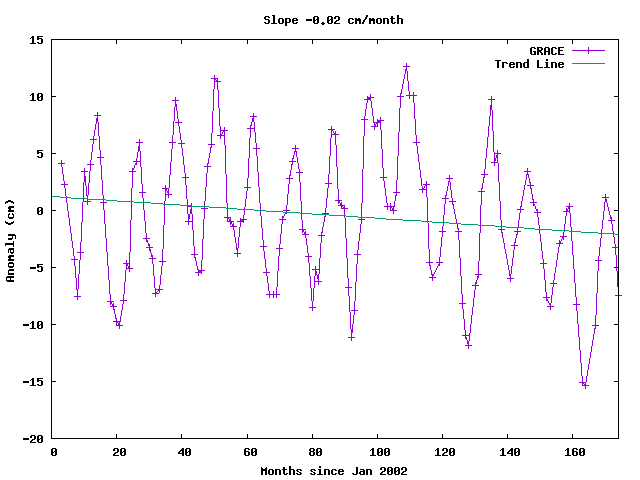 Slope -0.02 cm/month
15
GRACE
Trend Line
10
5
0
-5
-10
-15
-20
Anomaly (cm)
0 20 40 60 80 100 120 140 160
Months since Jan 2002